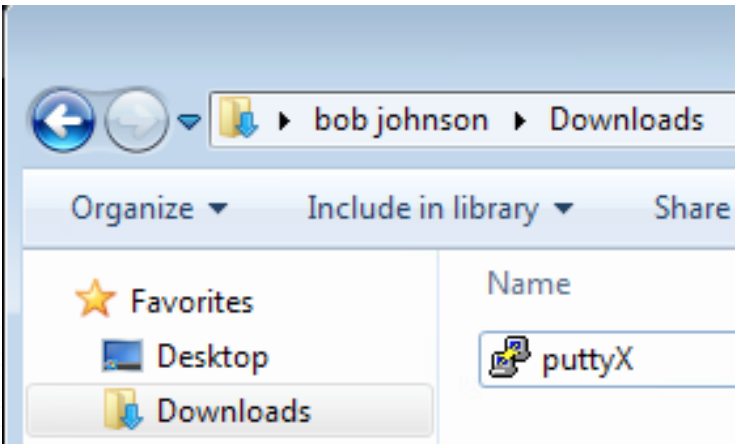 bob johnson Downloads
Organize Include in library Share
Favorites
Desktop
Downloads
Name
puttyX